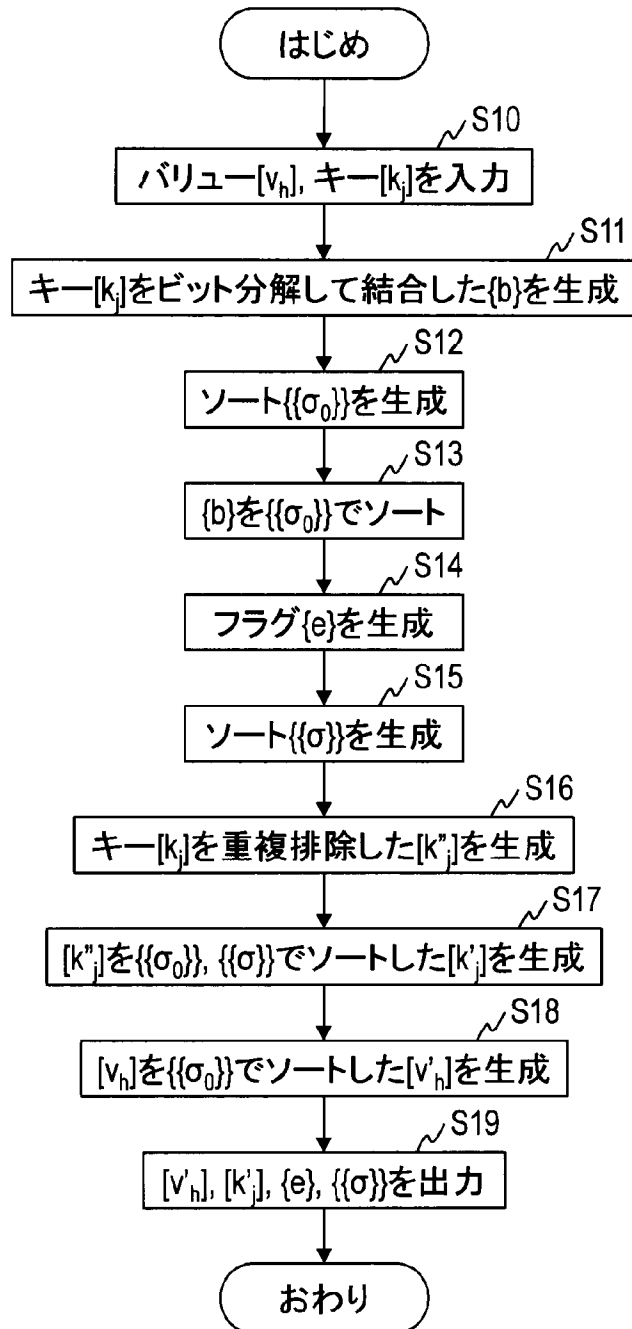 はじめ
S10
バリュー[v_h], キー[k_j]を入力
S11
キー[k_j]をビット分解して結合した{b}を生成
S12
ソート{{σ_0}}を生成
S13
{b}を{{σ_0}}でソート
S14
フラグ{e}を生成
S15
ソート{{σ}}を生成
S16
キー[k_j]を重複排除した[k"_j]を生成
S17
[k"_j]を{{σ_0}}, {{σ}}でソートした[k'_j]を生成
S18
[v_h]を{{σ_0}}でソートした[v'_h]を生成
S19
[v'_h], [k'_j], {e}, {{σ}}を出力
おわり